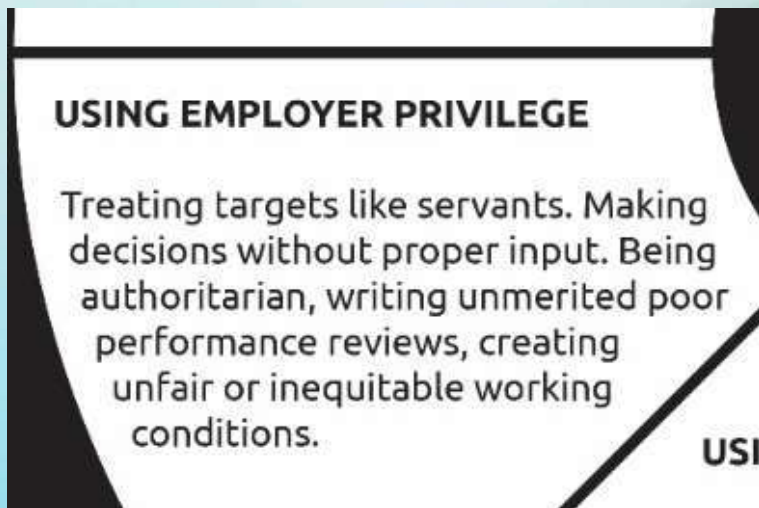 USING EMPLOYER PRIVILEGE
Treating targets like servants. Making
decisions without proper input. Being
authoritarian, writing unmerited poor
performance reviews, creating
unfair or inequitable working
conditions.
USI